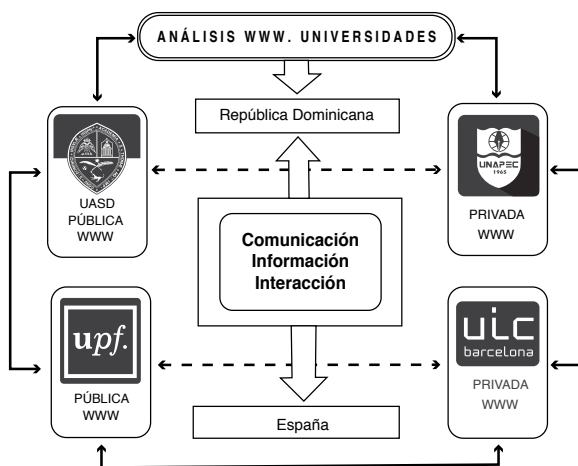 ANÁLISIS WWW. UNIVERSIDADES
República Dominicana
UASD
PÚBLICA
WWW
UNAPEC
1965
PRIVADA
WWW
Comunicación
Información
Interacción
upf.
PÚBLICA
WWW
uic
barcelona
PRIVADA
WWW
España